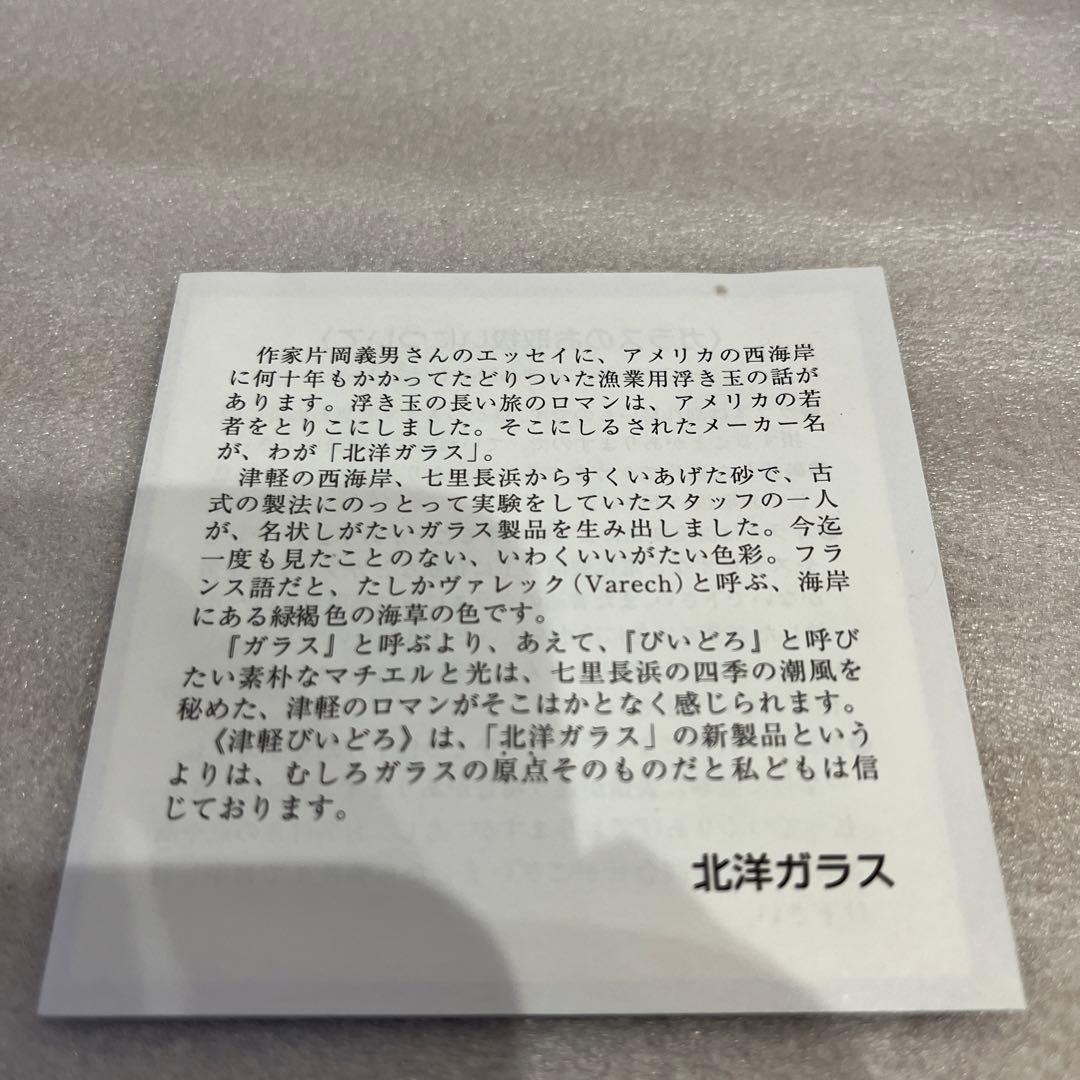 作家片岡義男さんのエッセイに、アメリカの西海岸
に何十年もかかってたどりついた漁業用浮き玉の話が
あります。浮き玉の長い旅のロマンは、アメリカの若
者をとりこにしました。そこにしるされたメーカー名
が、わが「北洋ガラス」。
津軽の西海岸、七里長浜からすくいあげた砂で、古
式の製法にのっとって実験をしていたスタッフの一人
が、名状しがたいガラス製品を生み出しました。今迄
一度も見たことのない、いわくいいがたい色彩。フラ
ンス語だと、たしかヴァレック（Varech）と呼ぶ、海岸
にある緑褐色の海草の色です。
『ガラス』と呼ぶより、あえて、『びいどろ』と呼び
たい素朴なマチエルと光は、七里長浜の四季の潮風を
秘めた、津軽のロマンがそこはかとなく感じられます。
《津軽びいどろ》は、「北洋ガラス」の新製品という
よりは、むしろガラスの原点そのものだと私どもは信
じております。
北洋ガラス